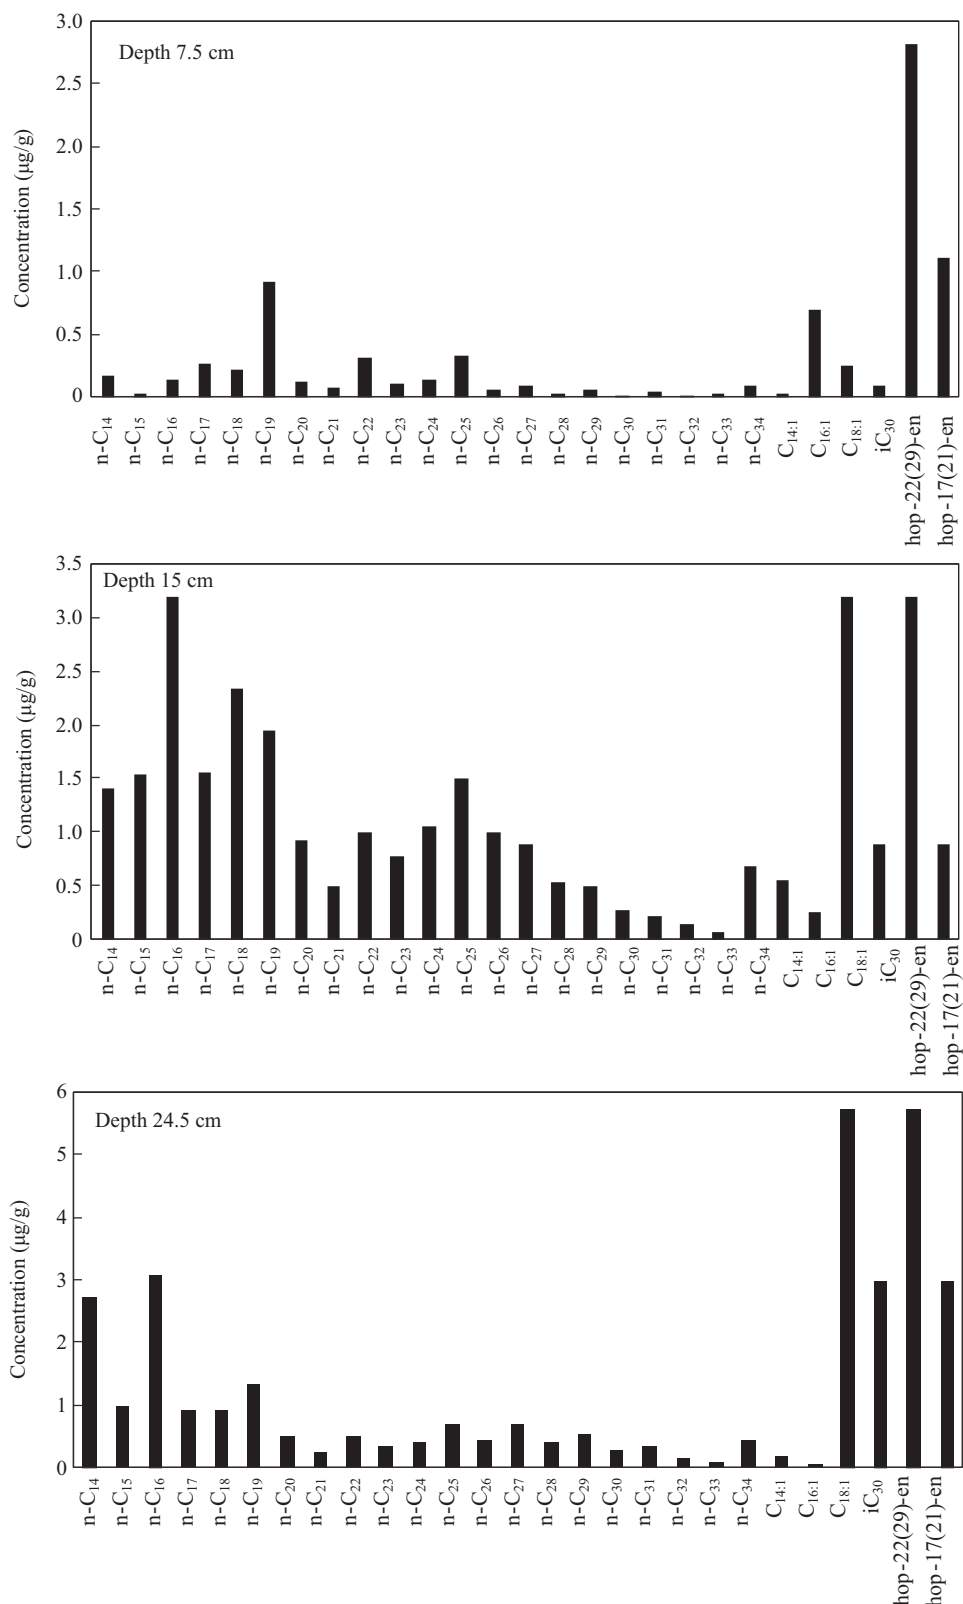 Depth 7.5 cm
Concentration (μg/g)
3.0
2.5
2.0
1.5
1.0
0.5
0
n-C14
n-C15
n-C16
n-C17
n-C18
n-C19
n-C20
n-C21
n-C22
n-C23
n-C24
n-C25
n-C26
n-C27
n-C28
n-C29
n-C30
n-C31
n-C32
n-C33
n-C34
C14:1
C16:1
C18:1
iC30
hop-22(29)-en
hop-17(21)-en
Depth 15 cm
Concentration (μg/g)
3.5
3.0
2.5
2.0
1.5
1.0
0.5
0
n-C14
n-C15
n-C16
n-C17
n-C18
n-C19
n-C20
n-C21
n-C22
n-C23
n-C24
n-C25
n-C26
n-C27
n-C28
n-C29
n-C30
n-C31
n-C32
n-C33
n-C34
C14:1
C16:1
C18:1
iC30
hop-22(29)-en
hop-17(21)-en
Depth 24.5 cm
Concentration (μg/g)
6
5
4
3
2
1
0
n-C14
n-C15
n-C16
n-C17
n-C18
n-C19
n-C20
n-C21
n-C22
n-C23
n-C24
n-C25
n-C26
n-C27
n-C28
n-C29
n-C30
n-C31
n-C32
n-C33
n-C34
C14:1
C16:1
C18:1
iC30
hop-22(29)-en
hop-17(21)-en